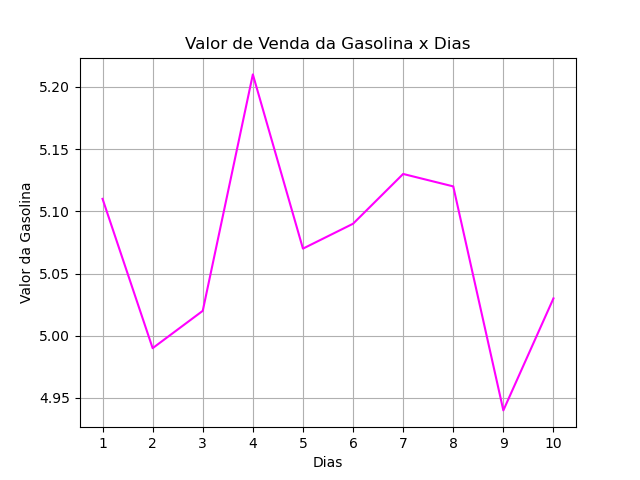 Valor de Venda da Gasolina x Dias
Valor da Gasolina
5.20
5.15
5.10
5.05
5.00
4.95
1 2 3 4 5 6 7 8 9 10
Dias